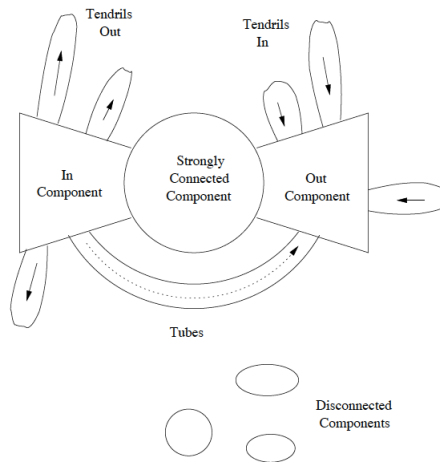 Tendrils
Out
Tendrils
In
In
Component
Strongly
Connected
Component
Out
Component
Tubes
Disconnected
Components